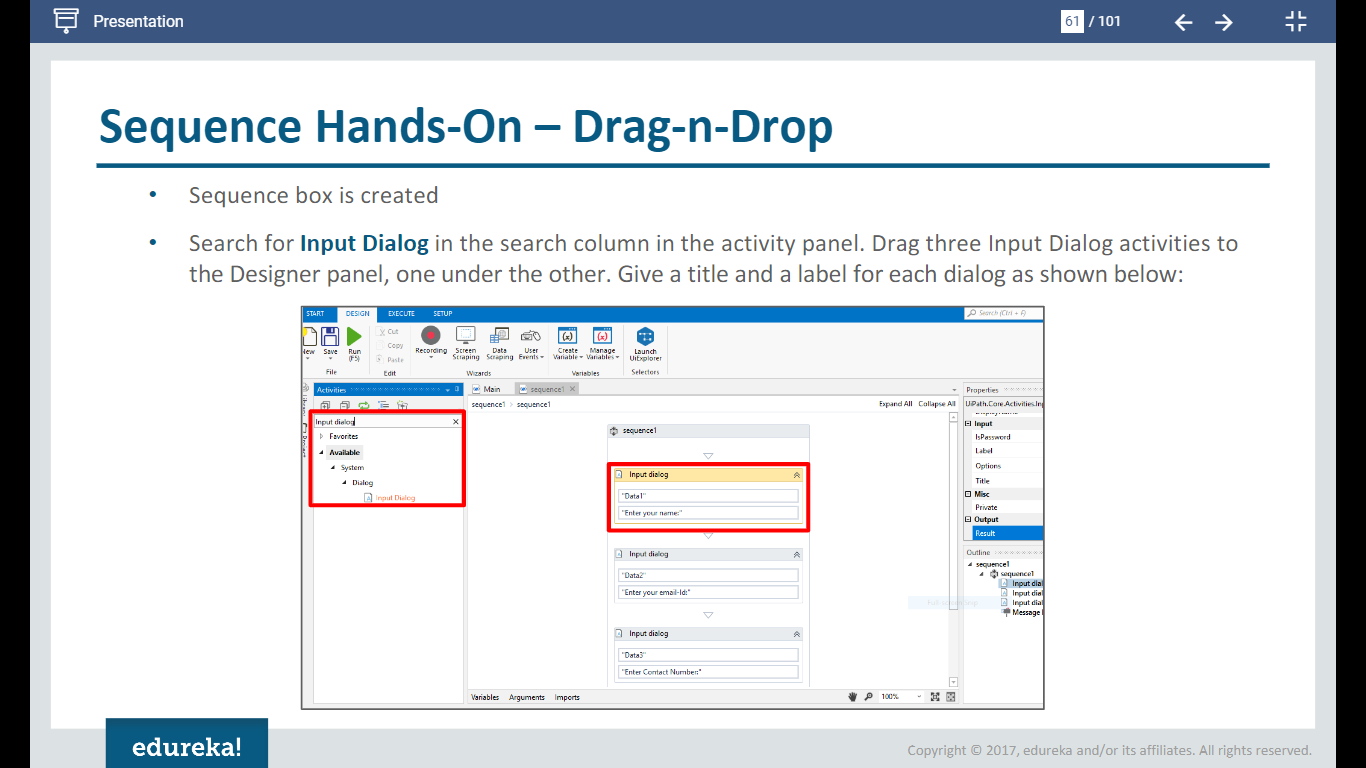 Presentation
61 / 101
Sequence Hands-On – Drag-n-Drop
• Sequence box is created
• Search for Input Dialog in the search column in the activity panel. Drag three Input Dialog activities to
the Designer panel, one under the other. Give a title and a label for each dialog as shown below:
START DESIGN EXECUTE SETUP
Search (Ctrl + F)
Save Run (F5)
Cut
Copy
Paste
Recording
Screen Scraping
Data Scraping
User Events
Create Variable
Manage Variables
Launch UiExplorer
File Edit Wizards Variables Selectors
Activities
Input dialog
Favorites
Available
System
Dialog
Input Dialog
Main sequence1
sequence1 sequence1 Expand All Collapse All
sequence1
Input dialog
"Data1"
"Enter your name:"
Input dialog
"Data2"
"Enter your email-Id:"
Input dialog
"Data3"
"Enter Contact Number:"
Variables Arguments Imports 100%
Properties
UiPath.Core.Activities.Inp
Input
IsPassword
Label
Options
Title
Misc
Private
Output
Result
Outline
sequence1
sequence1
Input dial
Input dial
Input dial
Message
edureka!
Copyright © 2017, edureka and/or its affiliates. All rights reserved.